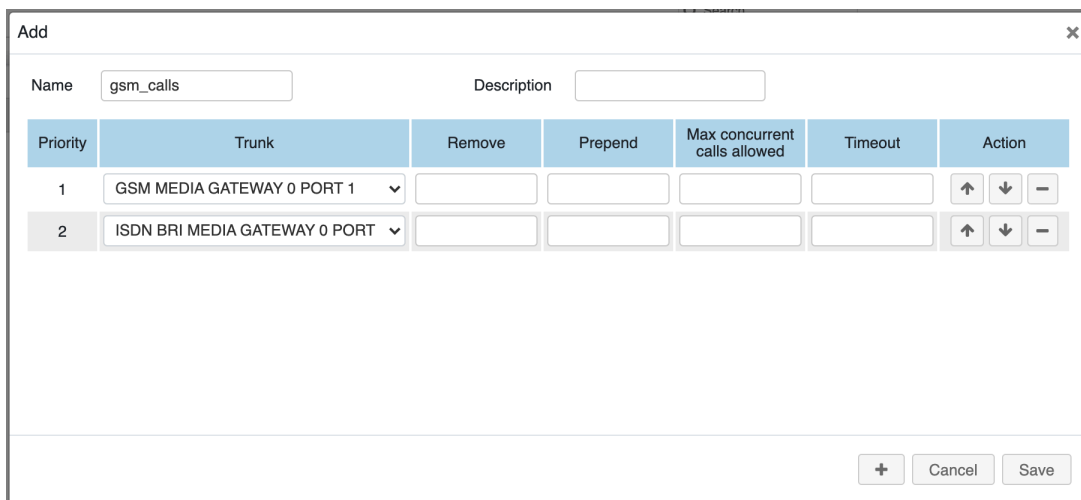 Search
Add
Name gsm_calls Description
Priority Trunk Remove Prepend Max concurrent calls allowed Timeout Action
1 GSM MEDIA GATEWAY 0 PORT 1
2 ISDN BRI MEDIA GATEWAY 0 PORT
Cancel Save